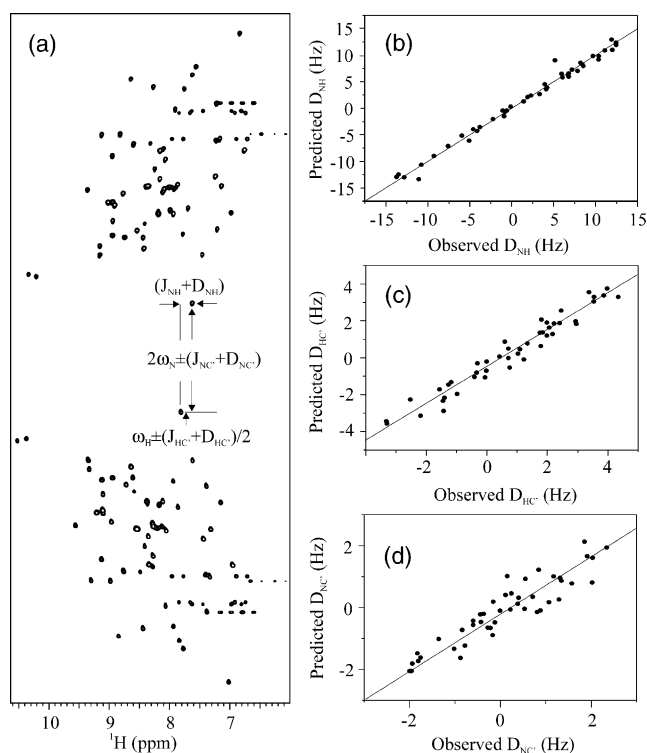 (a)
(J_NH+D_NH)
2ω_N±(J_NC'+D_NC')
ω_H±(J_HC'+D_HC')/2
10 9 8 7
¹H (ppm)
(b)
Predicted D_NH (Hz)
15
10
5
0
-5
-10
-15
-15 -10 -5 0 5 10 15
Observed D_NH (Hz)
(c)
Predicted D_HC' (Hz)
4
2
0
-2
-4
-2 0 2 4
Observed D_HC' (Hz)
(d)
Predicted D_NC' (Hz)
2
0
-2
-2 0 2
Observed D_NC' (Hz)